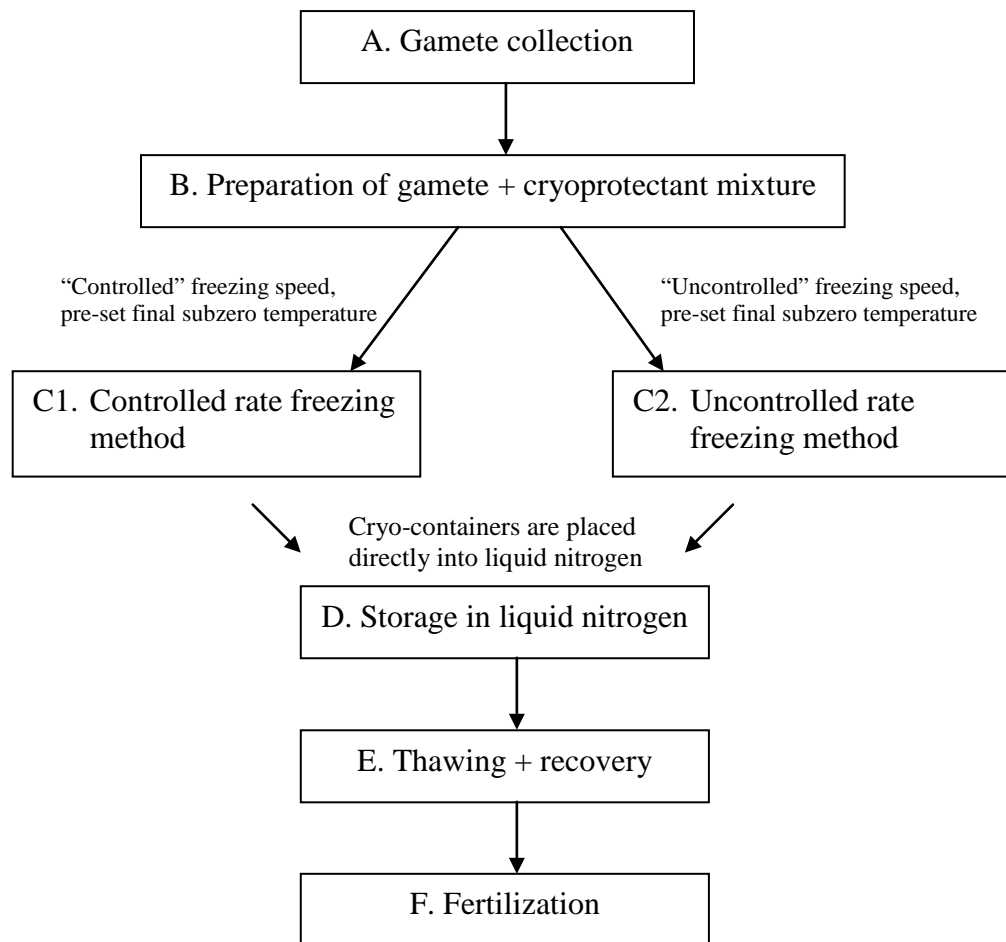 A. Gamete collection
B. Preparation of gamete + cryoprotectant mixture
“Controlled” freezing speed,
pre-set final subzero temperature
“Uncontrolled” freezing speed,
pre-set final subzero temperature
C1. Controlled rate freezing
method
C2. Uncontrolled rate
freezing method
Cryo-containers are placed
directly into liquid nitrogen
D. Storage in liquid nitrogen
E. Thawing + recovery
F. Fertilization